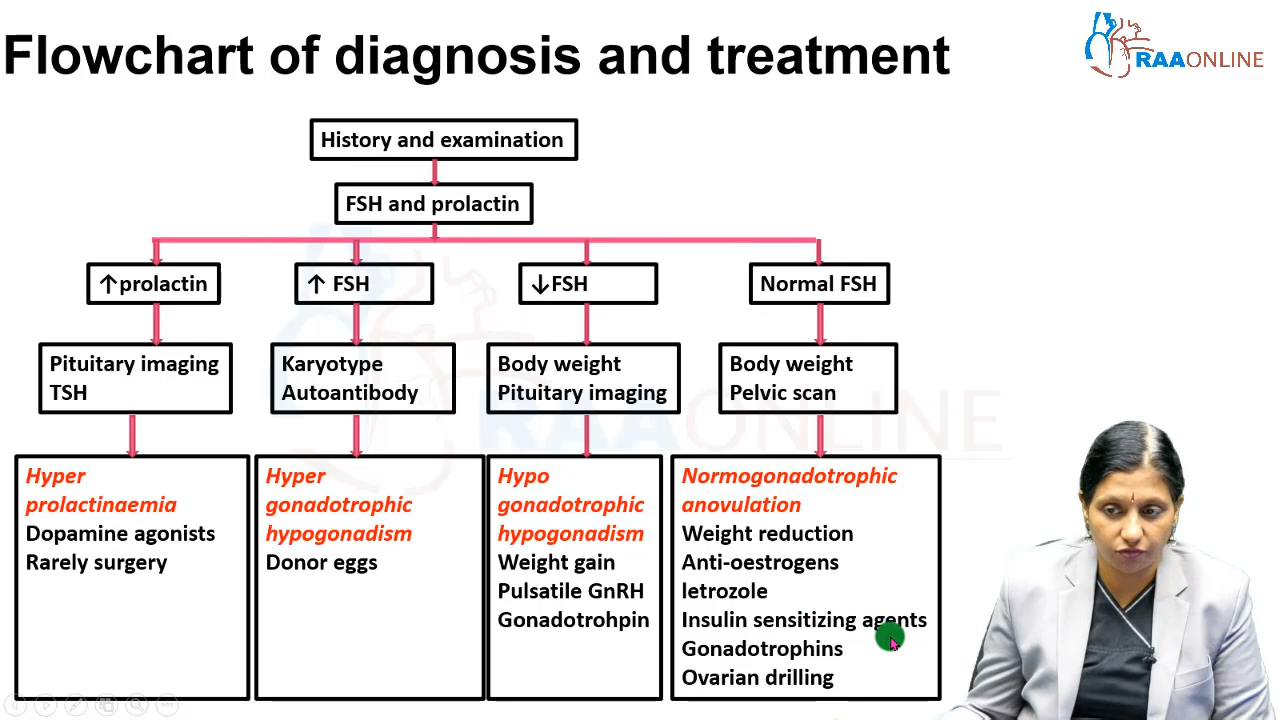 Flowchart of diagnosis and treatment
RAAONLINE
History and examination
FSH and prolactin
↑prolactin
↑ FSH
↓FSH
Normal FSH
Pituitary imaging
TSH
Karyotype
Autoantibody
Body weight
Pituitary imaging
Body weight
Pelvic scan
Hyper
prolactinaemia
Dopamine agonists
Rarely surgery
Hyper
gonadotrophic
hypogonadism
Donor eggs
Hypo
gonadotrophic
hypogonadism
Weight gain
Pulsatile GnRH
Gonadotrohpin
Normogonadotrophic
anovulation
Weight reduction
Anti-oestrogens
letrozole
Insulin sensitizing agents
Gonadotrophins
Ovarian drilling
RAAONLINE